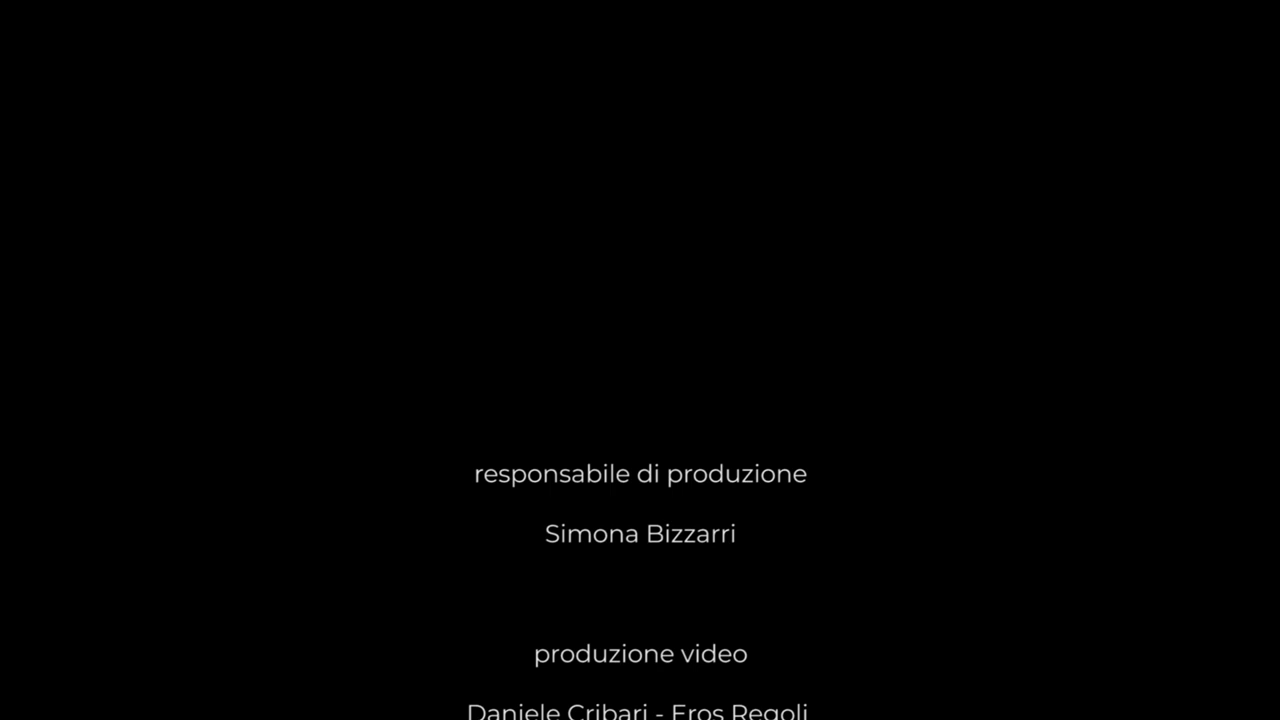 responsabile di produzione
Simona Bizzarri
produzione video
Daniele Cribari - Eros Regoli